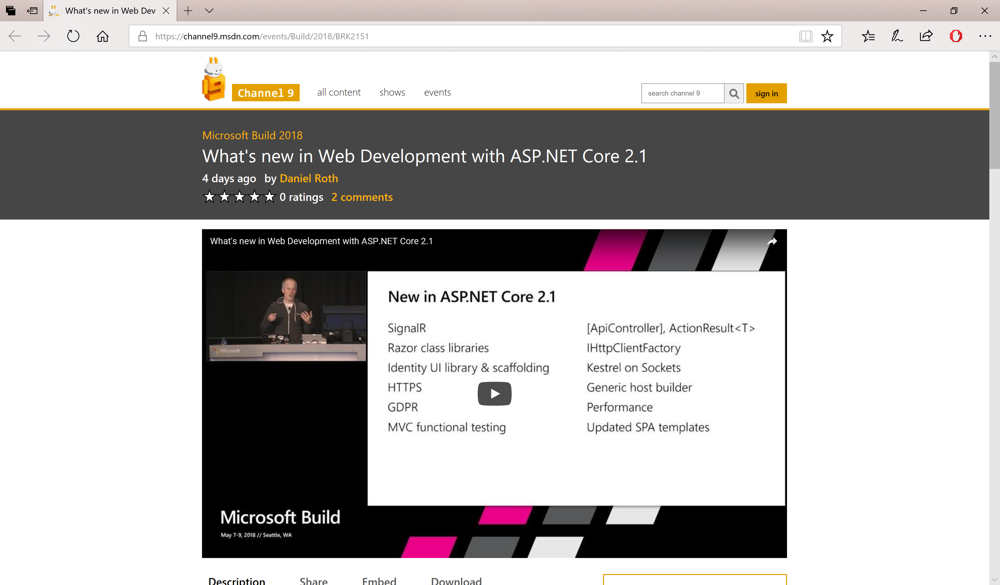 What's new in Web Dev
https://channel9.msdn.com/events/Build/2018/BRK2151
9
Channel 9
all content
shows
events
search channel 9
sign in
Microsoft Build 2018
What's new in Web Development with ASP.NET Core 2.1
4 days ago by Daniel Roth
0 ratings 2 comments
What's new in Web Development with ASP.NET Core 2.1
Microsoft
New in ASP.NET Core 2.1
SignalR
Razor class libraries
Identity UI library & scaffolding
HTTPS
GDPR
MVC functional testing
[ApiController], ActionResult<T>
IHttpClientFactory
Kestrel on Sockets
Generic host builder
Performance
Updated SPA templates
Microsoft Build
May 7-9, 2018 // Seattle, WA
Description
Share
Embed
Download